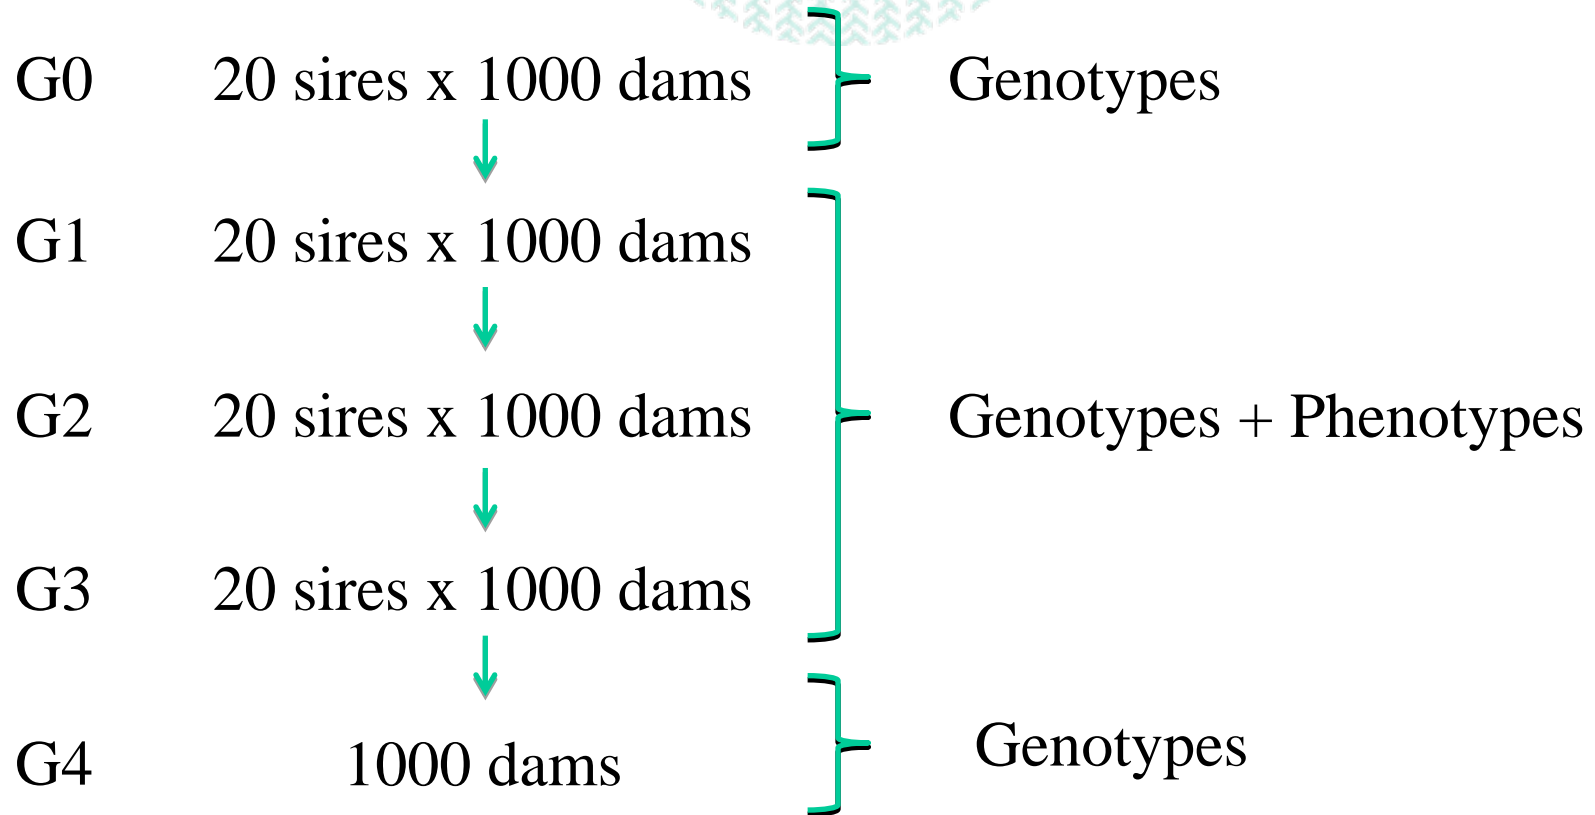 G0 20 sires x 1000 dams Genotypes
G1 20 sires x 1000 dams
G2 20 sires x 1000 dams Genotypes + Phenotypes
G3 20 sires x 1000 dams
G4 1000 dams Genotypes